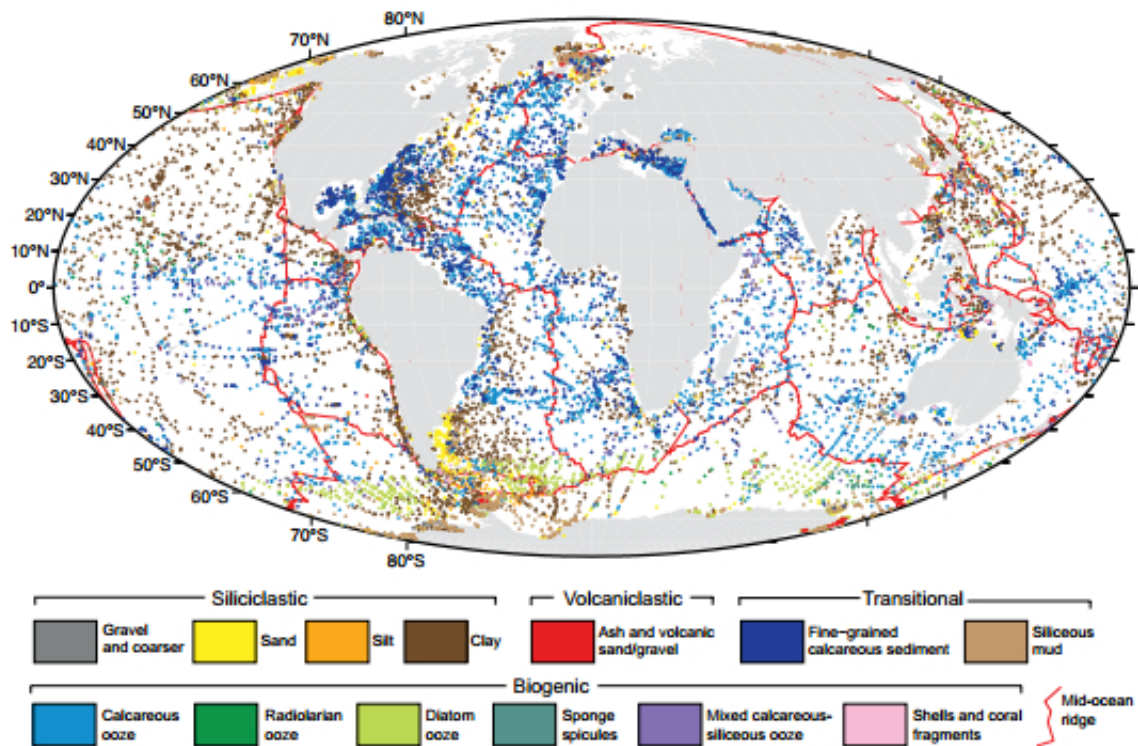 80°N
70°N
60°N
50°N
40°N
30°N
20°N
10°N
0°
10°S
20°S
30°S
40°S
50°S
60°S
70°S
80°S
Siliciclastic
Volcaniclastic
Transitional
Gravel
and coarser
Sand
Silt
Clay
Ash and volcanic
sand/gravel
Fine-grained
calcareous sediment
Siliceous
mud
Biogenic
Calcareous
ooze
Radiolarian
ooze
Diatom
ooze
Sponge
spicules
Mixed calcareous-
siliceous ooze
Shells and coral
fragments
Mid-ocean
ridge